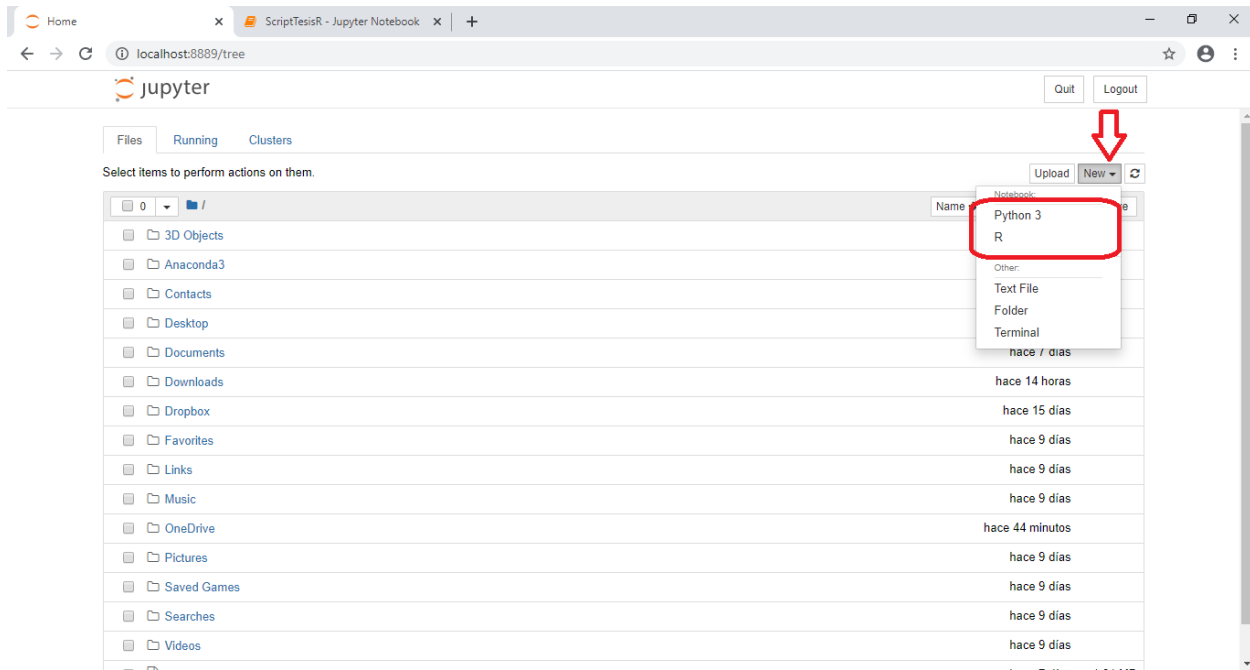 Home
ScriptTesisR - Jupyter Notebook
localhost:8889/tree
jupyter
Quit Logout
Files Running Clusters
Select items to perform actions on them.
Upload New
0 /
Name
Notebook:
Python 3
R
Other:
Text File
Folder
Terminal
3D Objects
Anaconda3
Contacts
Desktop
Documents hace 7 días
Downloads hace 14 horas
Dropbox hace 15 días
Favorites hace 9 días
Links hace 9 días
Music hace 9 días
OneDrive hace 44 minutos
Pictures hace 9 días
Saved Games hace 9 días
Searches hace 9 días
Videos hace 9 días